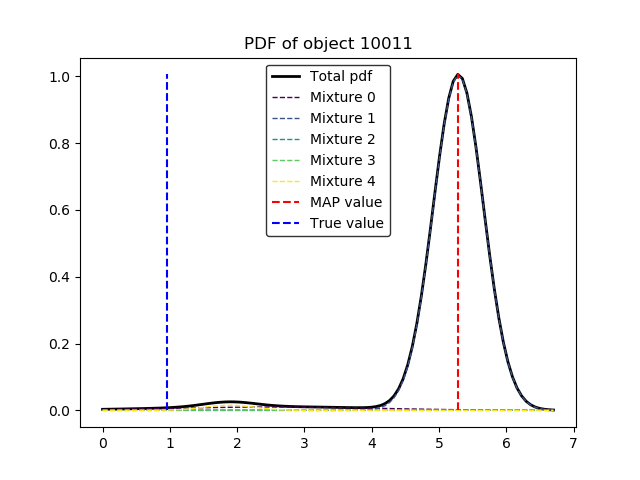 PDF of object 10011
1.0
0.8
0.6
0.4
0.2
0.0
Total pdf
Mixture 0
Mixture 1
Mixture 2
Mixture 3
Mixture 4
MAP value
True value
0 1 2 3 4 5 6 7